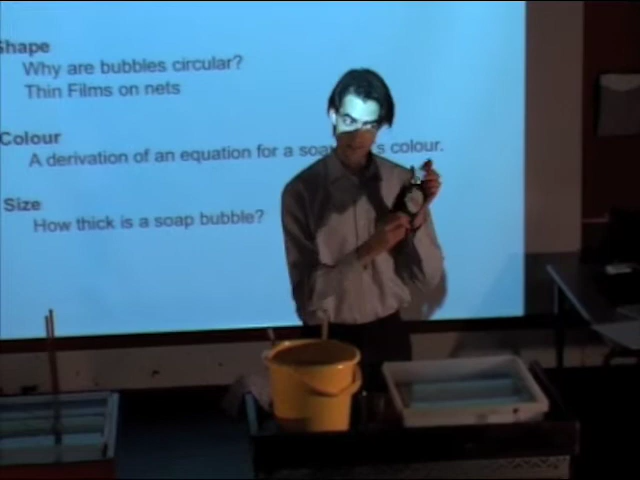 Shape
Why are bubbles circular?
Thin Films on nets
Colour
A derivation of an equation for a soap s colour.
Size
How thick is a soap bubble?